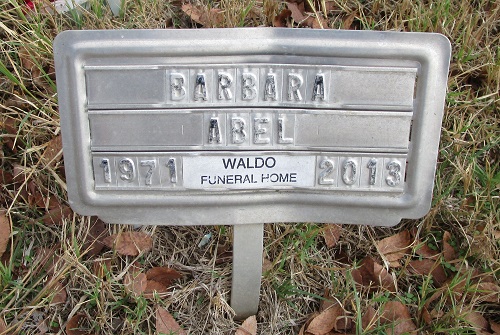 BARBARA
ABEL
1971 WALDO FUNERAL HOME 2013